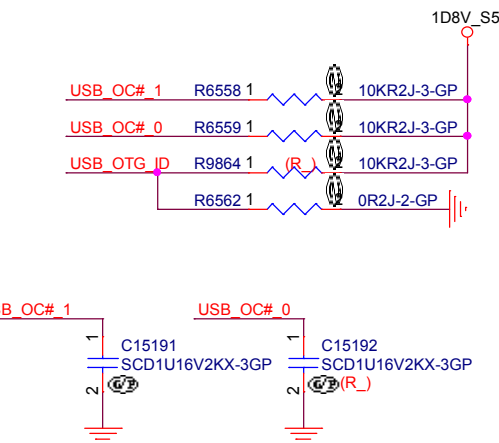 1D8V_S5
USB_OC#_1 R6558 1 2 10KR2J-3-GP
USB_OC#_0 R6559 1 2 10KR2J-3-GP
USB_OTG_ID R9864 1 (R_) 2 10KR2J-3-GP
R6562 1 2 0R2J-2-GP
B_OC#_1 USB_OC#_0
1 C15191 1 C15192
SCD1U16V2KX-3GP SCD1U16V2KX-3GP
2 G/P 2 G/P (R_)